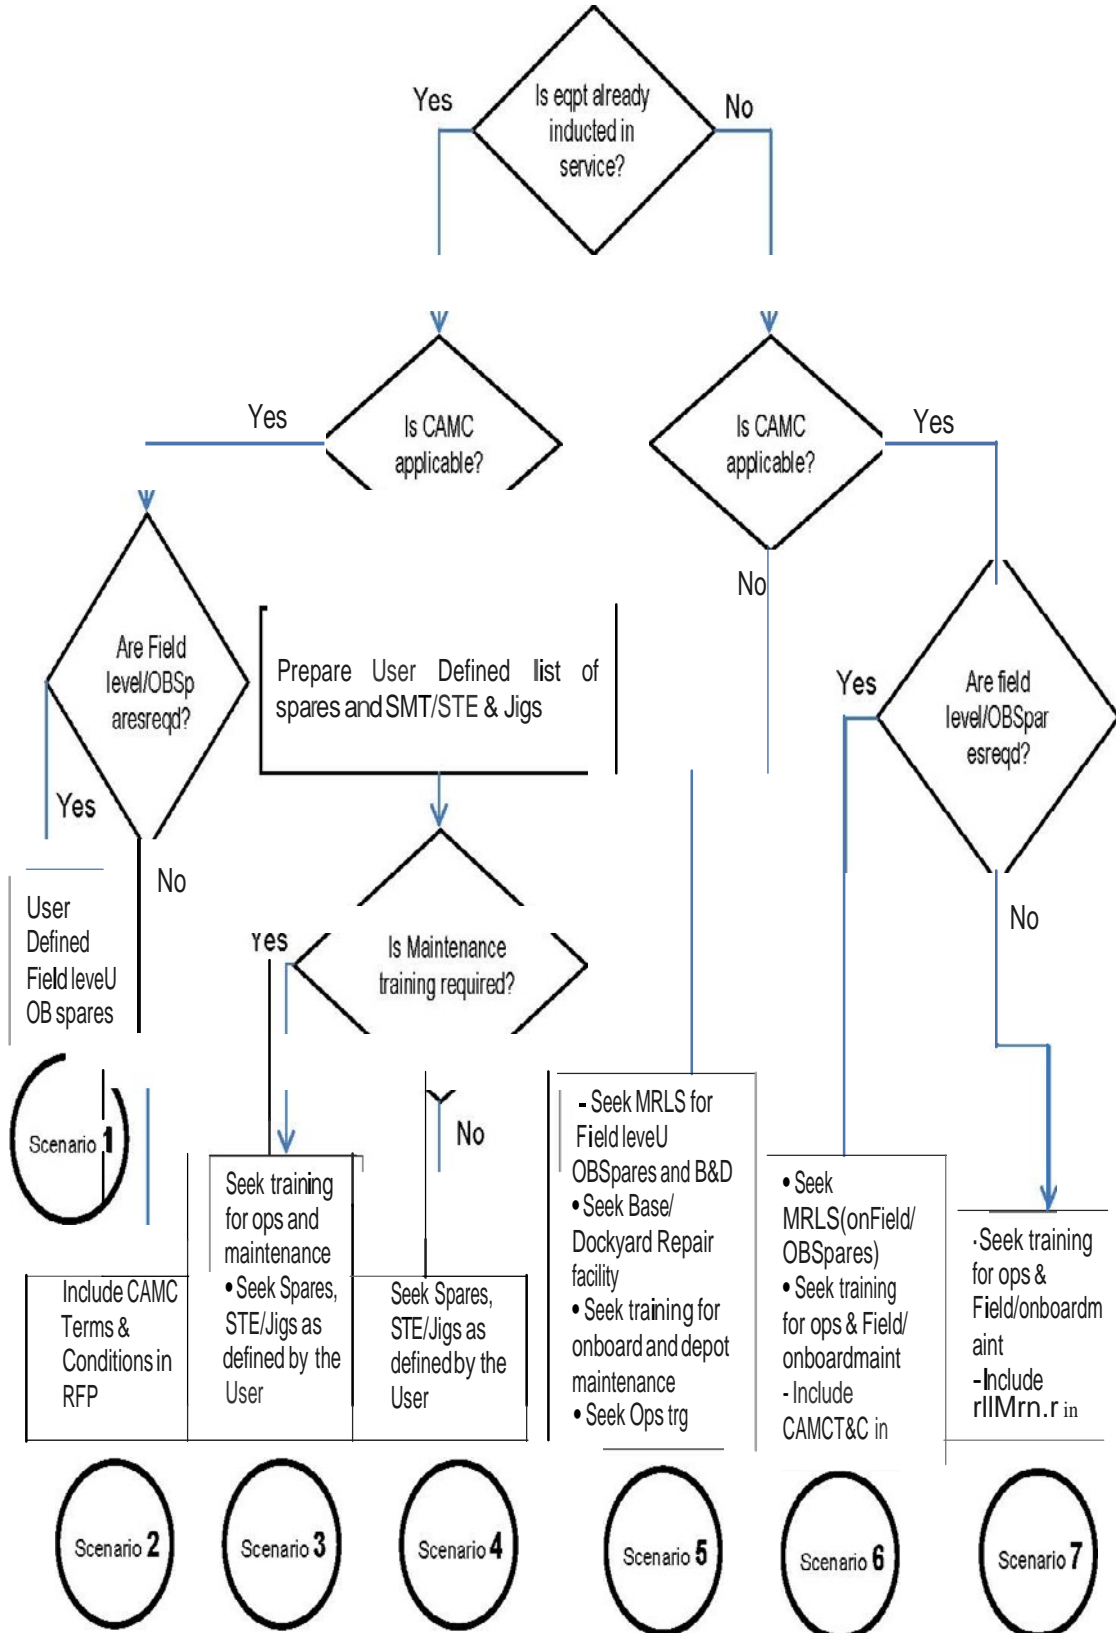 Yes
Is eqpt already
inducted in
service?
No
Yes
Is CAMC
applicable?
Is CAMC
applicable?
Yes
No
Are Field
level/OBSp
aresreqd?
Yes
No
Prepare User Defined list of
spares and SMT/STE & Jigs
Yes
Are field
level/OBSpar
esreqd?
No
User
Defined
Field leveU
OB spares
Yes
Is Maintenance
training required?
No
Scenario 1
Include CAMC
Terms &
Conditions in
RFP
Seek training
for ops and
maintenance
• Seek Spares,
STE/Jigs as
defined by the
User
Seek Spares,
STE/Jigs as
defined by the
User
- Seek MRLS for
Field leveU
OBSpares and B&D
• Seek Base/
Dockyard Repair
facility
• Seek training for
onboard and depot
maintenance
• Seek Ops trg
• Seek
MRLS(onField/
OBSpares)
• Seek training
for ops & Field/
onboardmaint
- Include
CAMCT&C in
·Seek training
for ops &
Field/onboardm
aint
-Include
rllMrn.r in
Scenario 2
Scenario 3
Scenario 4
Scenario 5
Scenario 6
Scenario 7